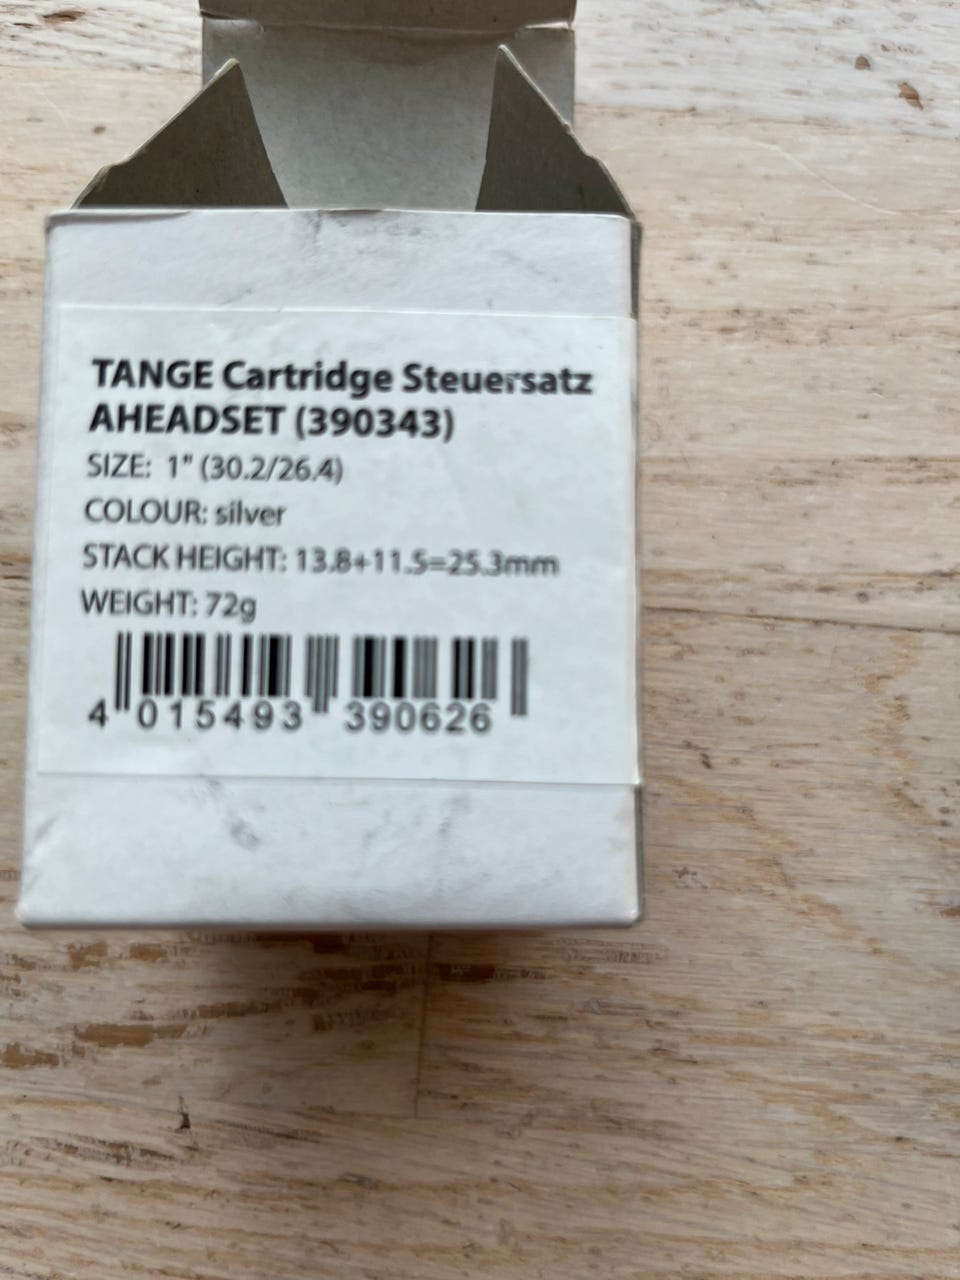 TANGE Cartridge Steuersatz
AHEADSET (390343)
SIZE: 1" (30.2/26.4)
COLOUR: silver
STACK HEIGHT: 13.8+11.5=25.3mm
WEIGHT: 72g
4 015493 390626